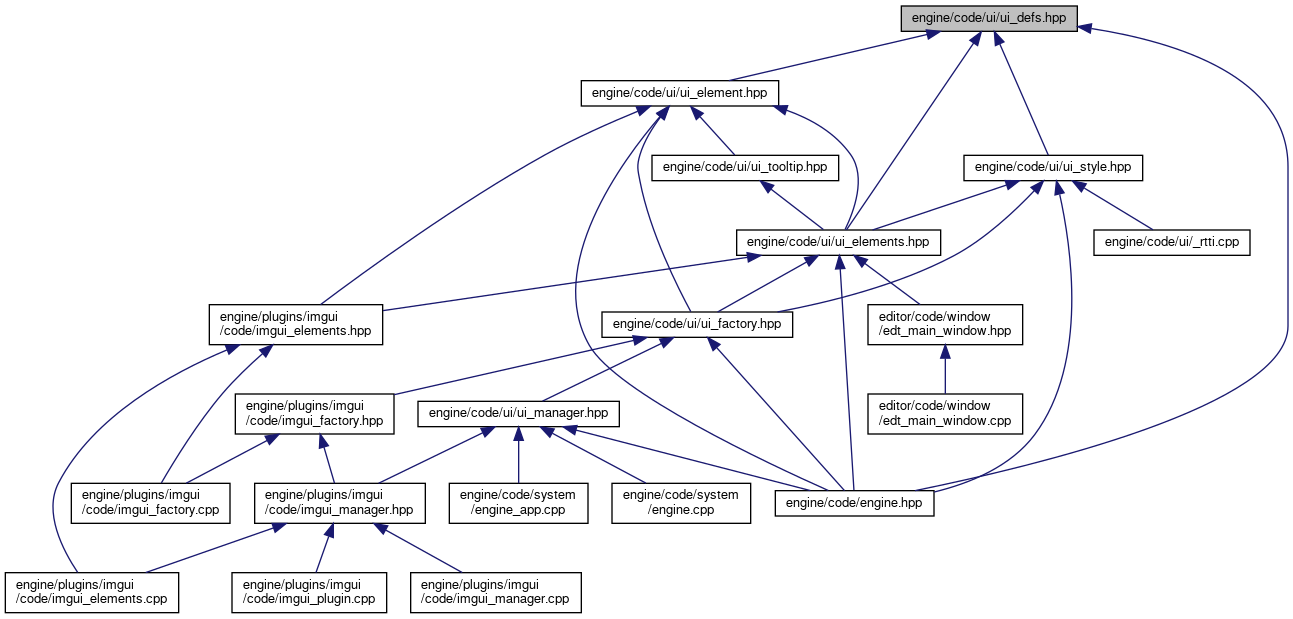 engine/code/ui/ui_defs.hpp
engine/code/ui/ui_element.hpp
engine/code/ui/ui_tooltip.hpp
engine/code/ui/ui_style.hpp
engine/code/ui/ui_elements.hpp
engine/code/ui/_rtti.cpp
engine/plugins/imgui
/code/imgui_elements.hpp
engine/code/ui/ui_factory.hpp
editor/code/window
/edt_main_window.hpp
engine/plugins/imgui
/code/imgui_factory.hpp
engine/code/ui/ui_manager.hpp
editor/code/window
/edt_main_window.cpp
engine/plugins/imgui
/code/imgui_factory.cpp
engine/plugins/imgui
/code/imgui_manager.hpp
engine/code/system
/engine_app.cpp
engine/code/system
/engine.cpp
engine/code/engine.hpp
engine/plugins/imgui
/code/imgui_elements.cpp
engine/plugins/imgui
/code/imgui_plugin.cpp
engine/plugins/imgui
/code/imgui_manager.cpp